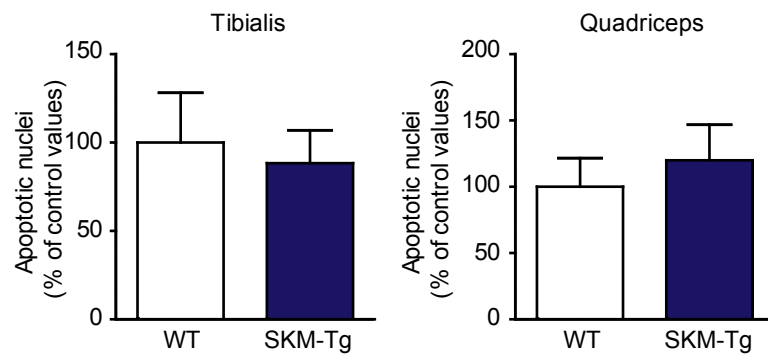 Tibialis
Apoptotic nuclei
(% of control values)
150
100
50
0
WT SKM-Tg
Quadriceps
Apoptotic nuclei
(% of control values)
200
150
100
50
0
WT SKM-Tg